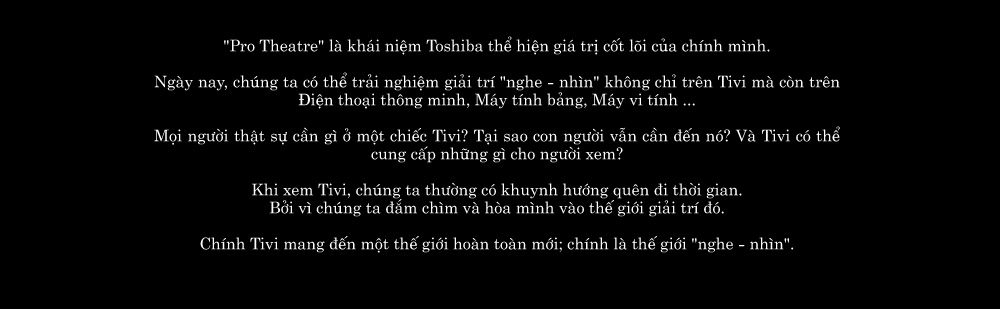 "Pro Theatre" là khái niệm Toshiba thể hiện giá trị cốt lõi của chính mình.
Ngày nay, chúng ta có thể trải nghiệm giải trí "nghe - nhìn" không chỉ trên Tivi mà còn trên
Điện thoại thông minh, Máy tính bảng, Máy vi tính ...
Mọi người thật sự cần gì ở một chiếc Tivi? Tại sao con người vẫn cần đến nó? Và Tivi có thể
cung cấp những gì cho người xem?
Khi xem Tivi, chúng ta thường có khuynh hướng quên đi thời gian.
Bởi vì chúng ta đắm chìm và hòa mình vào thế giới giải trí đó.
Chính Tivi mang đến một thế giới hoàn toàn mới; chính là thế giới "nghe - nhìn".